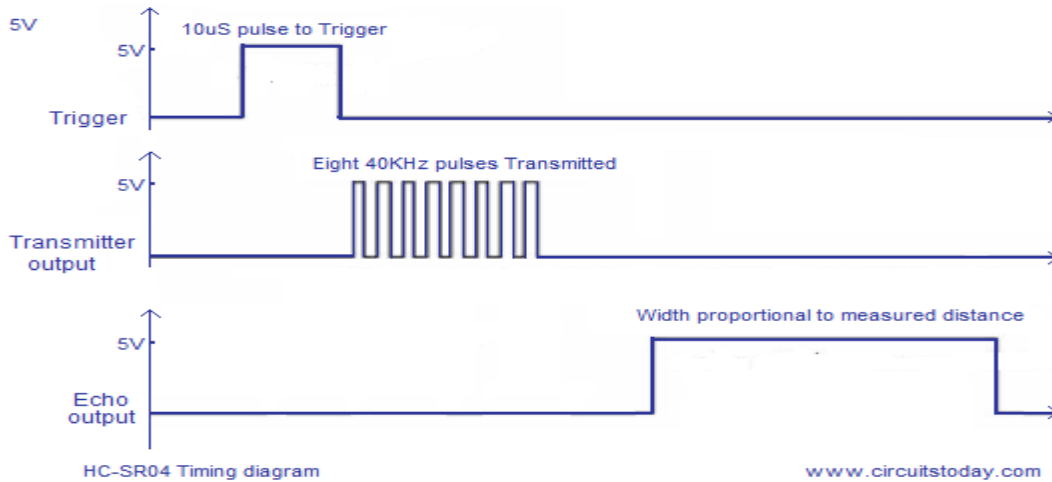 5V
10uS pulse to Trigger
5V
Trigger
Eight 40KHz pulses Transmitted
5V
Transmitter
output
Width proportional to measured distance
5V
Echo
output
HC-SR04 Timing diagram
www.circuitstoday.com